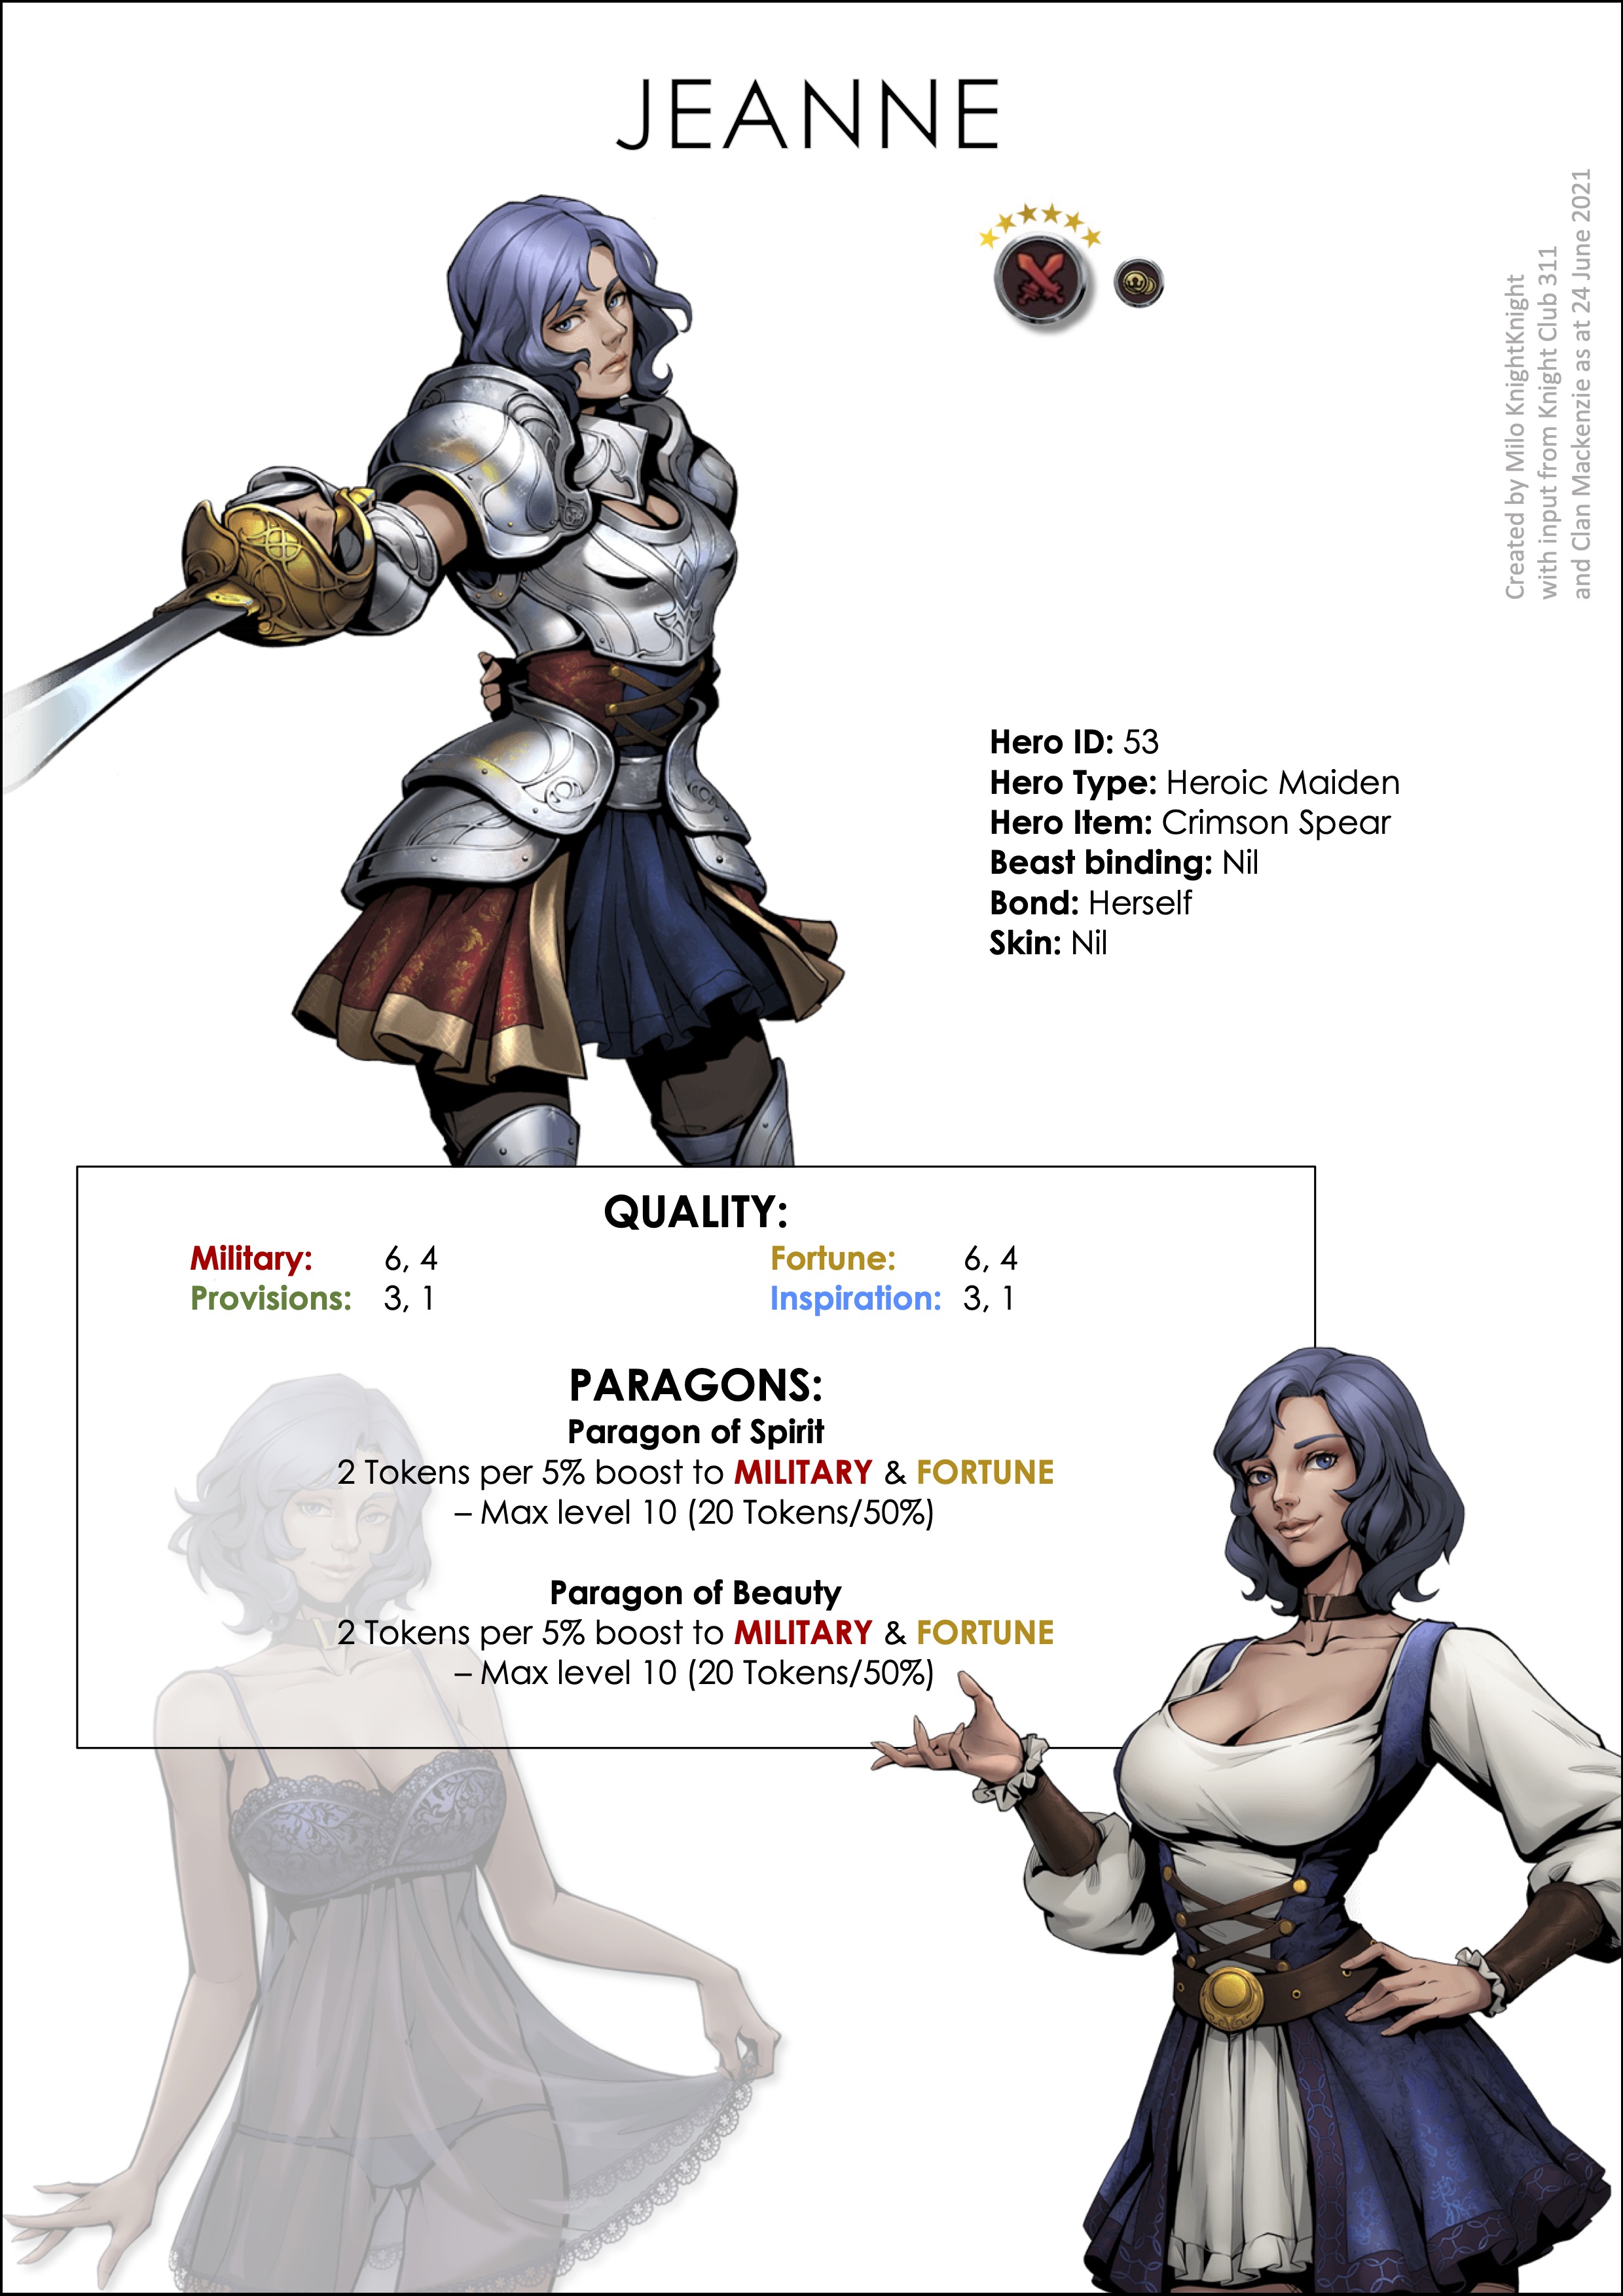 JEANNE
Created by Milo KnightKnight
with input from Knight Club 311
and Clan Mackenzie as at 24 June 2021
Hero ID: 53
Hero Type: Heroic Maiden
Hero Item: Crimson Spear
Beast binding: Nil
Bond: Herself
Skin: Nil
QUALITY:
Military: 6, 4 Fortune: 6, 4
Provisions: 3, 1 Inspiration: 3, 1
PARAGONS:
Paragon of Spirit
2 Tokens per 5% boost to MILITARY & FORTUNE
– Max level 10 (20 Tokens/50%)
Paragon of Beauty
2 Tokens per 5% boost to MILITARY & FORTUNE
– Max level 10 (20 Tokens/50%)